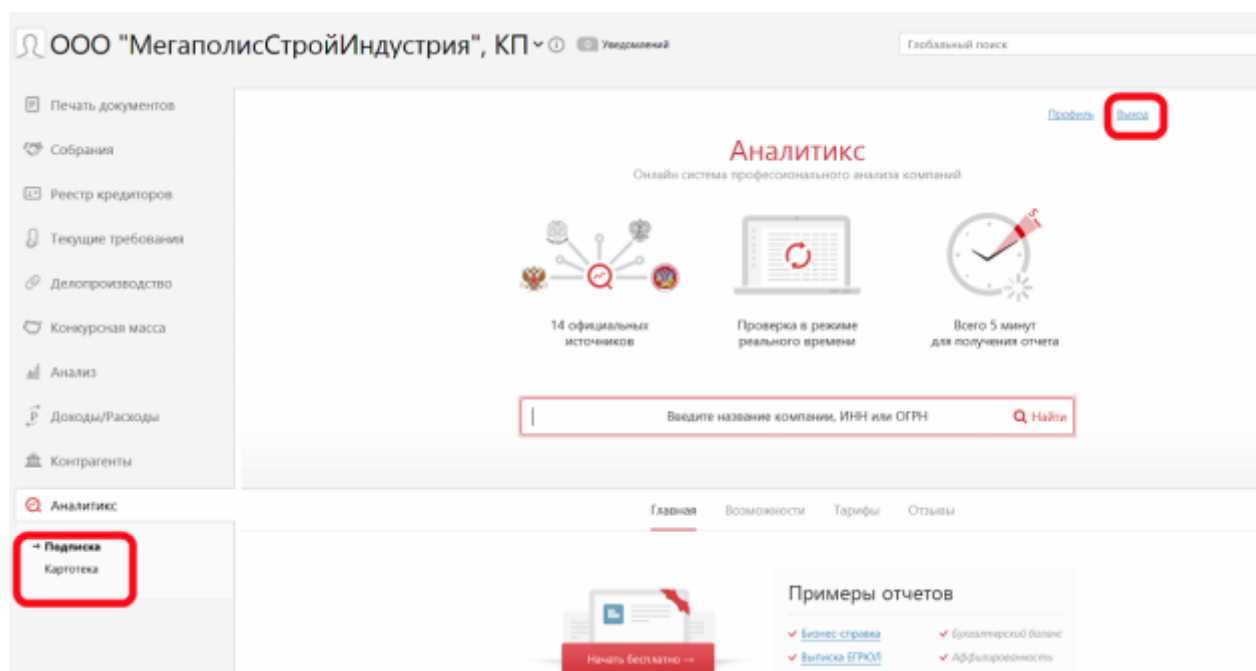 ООО "МегаполисСтройИндустрия", КП
Уведомлений
Глобальный поиск
Печать документов
Собрания
Реестр кредиторов
Текущие требования
Делопроизводство
Конкурсная масса
Анализ
Доходы/Расходы
Контрагенты
Аналитикс
→ Подписка
Картотека
Профиль Выход
Аналитикс
Онлайн система профессионального анализа компаний
14 официальных
источников
Проверка в режиме
реального времени
Всего 5 минут
для получения отчета
Введите название компании, ИНН или ОГРН Найти
Главная Возможности Тарифы Отзывы
Начать бесплатно →
Примеры отчетов
Бизнес-справка Бухгалтерский баланс
Выписка ЕГРЮЛ Аффилированность